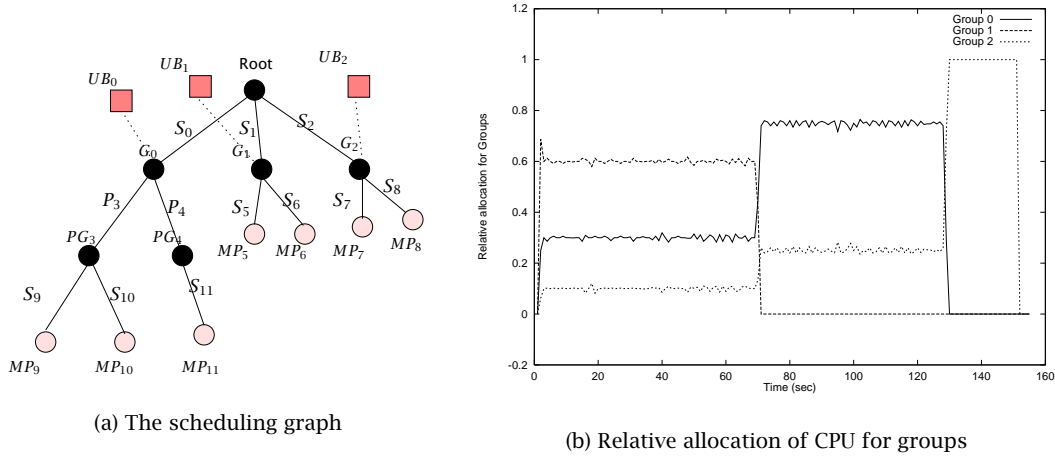 Root
UB₀
UB₁
UB₂
S₀
S₁
S₂
G₀
G₁
G₂
P₃
P₄
S₅
S₆
S₇
S₈
PG₃
PG₄
MP₅
MP₆
MP₇
MP₈
S₉
S₁₀
S₁₁
MP₉
MP₁₀
MP₁₁
(a) The scheduling graph
Group 0
Group 1
Group 2
Relative allocation for Groups
1.2
1
0.8
0.6
0.4
0.2
0
-0.2
0 20 40 60 80 100 120 140 160
Time (sec)
(b) Relative allocation of CPU for groups